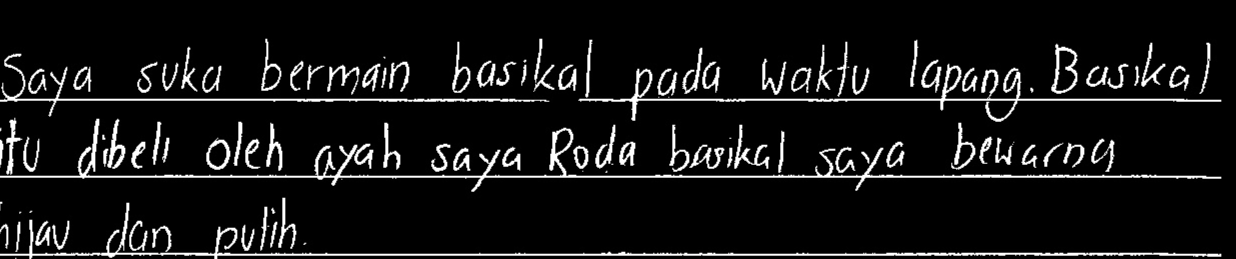 Saya suka bermain basikal pada waktu lapang. Basikal
itu dibeli oleh ayah saya Roda basikal saya bewarna
hijau dan putih.